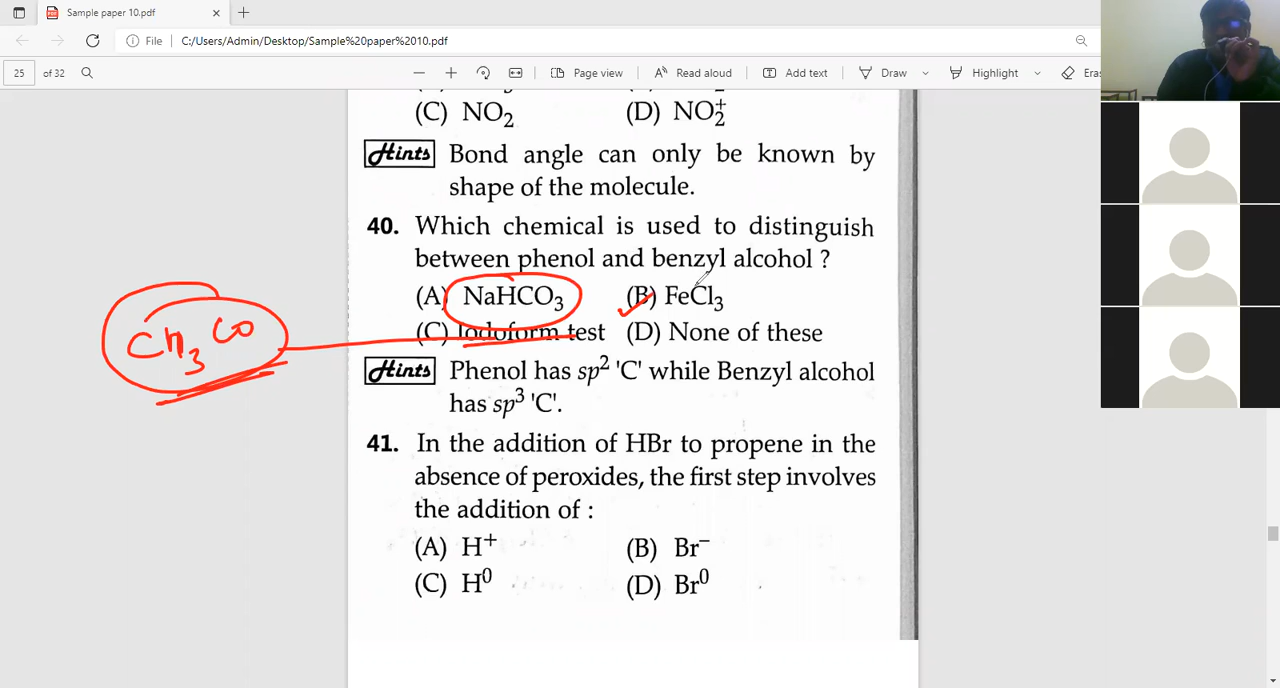 Sample paper 10.pdf
File C:/Users/Admin/Desktop/Sample%20paper%2010.pdf
25 of 32 Page view Read aloud Add text Draw Highlight Eras
(C) NO₂ (D) NO₂⁺
Hints Bond angle can only be known by
shape of the molecule.
40. Which chemical is used to distinguish
between phenol and benzyl alcohol ?
(A) NaHCO₃ (B) FeCl₃
CH₃CO
(C) Iodoform test (D) None of these
Hints Phenol has sp² 'C' while Benzyl alcohol
has sp³ 'C'.
41. In the addition of HBr to propene in the
absence of peroxides, the first step involves
the addition of :
(A) H⁺ (B) Br⁻
(C) H⁰ (D) Br⁰